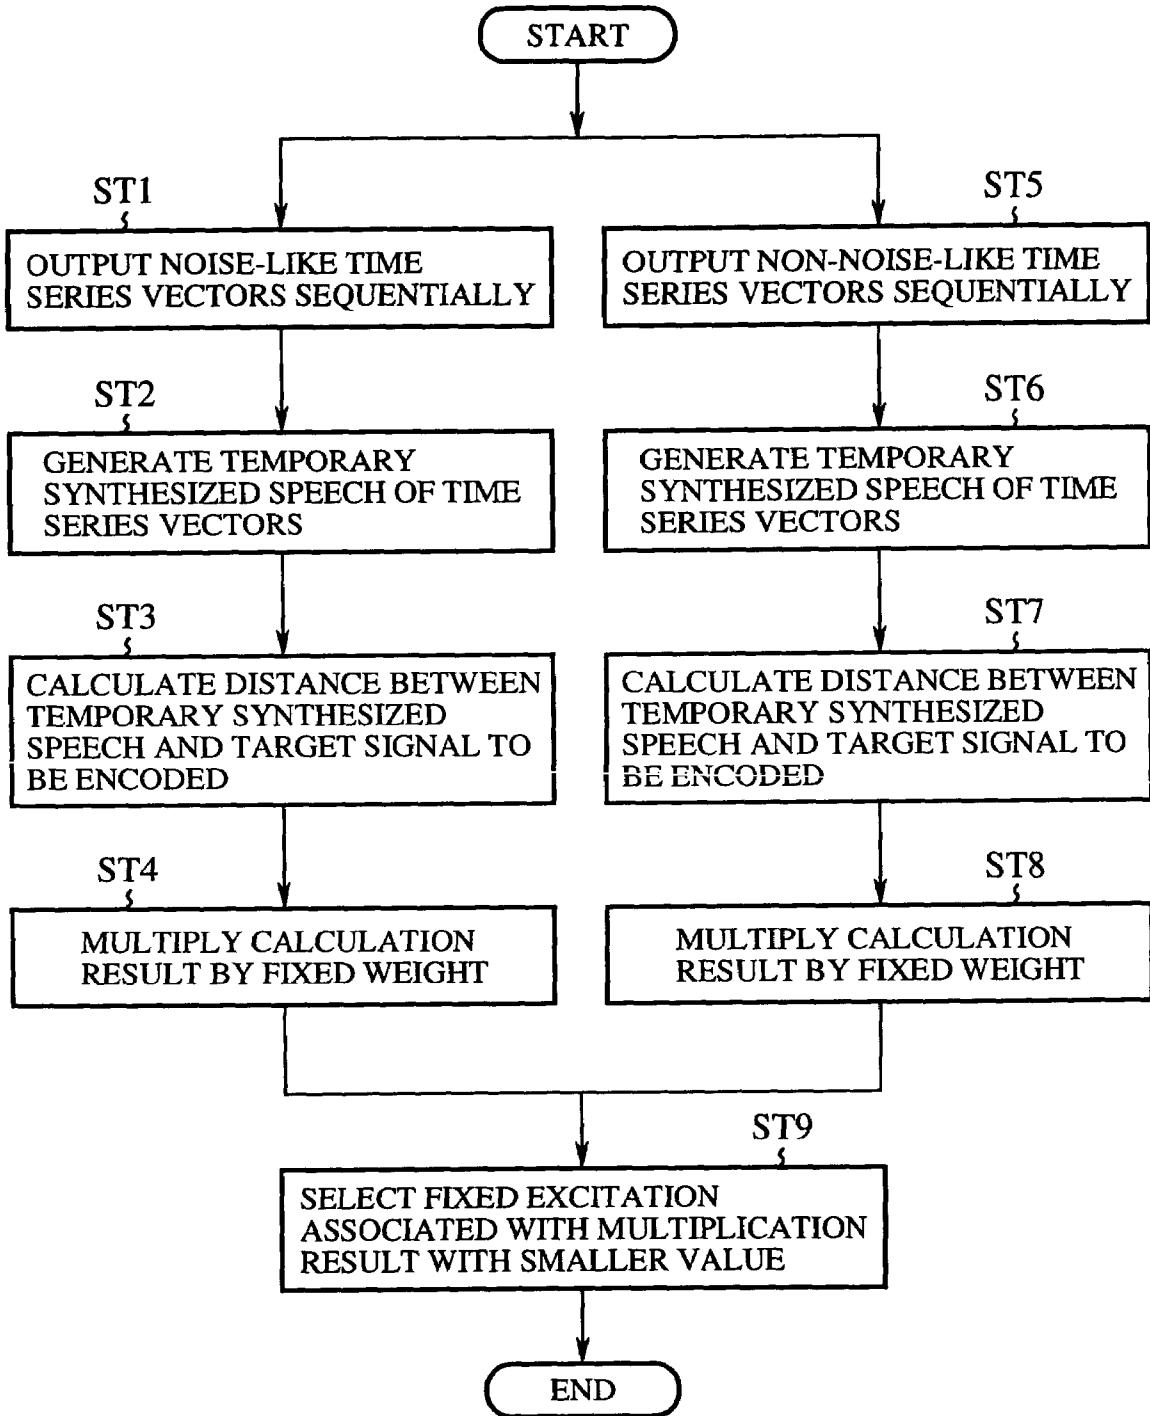 START
ST1
OUTPUT NOISE-LIKE TIME
SERIES VECTORS SEQUENTIALLY
ST2
GENERATE TEMPORARY
SYNTHESIZED SPEECH OF TIME
SERIES VECTORS
ST3
CALCULATE DISTANCE BETWEEN
TEMPORARY SYNTHESIZED
SPEECH AND TARGET SIGNAL TO
BE ENCODED
ST4
MULTIPLY CALCULATION
RESULT BY FIXED WEIGHT
ST5
OUTPUT NON-NOISE-LIKE TIME
SERIES VECTORS SEQUENTIALLY
ST6
GENERATE TEMPORARY
SYNTHESIZED SPEECH OF TIME
SERIES VECTORS
ST7
CALCULATE DISTANCE BETWEEN
TEMPORARY SYNTHESIZED
SPEECH AND TARGET SIGNAL TO
BE ENCODED
ST8
MULTIPLY CALCULATION
RESULT BY FIXED WEIGHT
ST9
SELECT FIXED EXCITATION
ASSOCIATED WITH MULTIPLICATION
RESULT WITH SMALLER VALUE
END